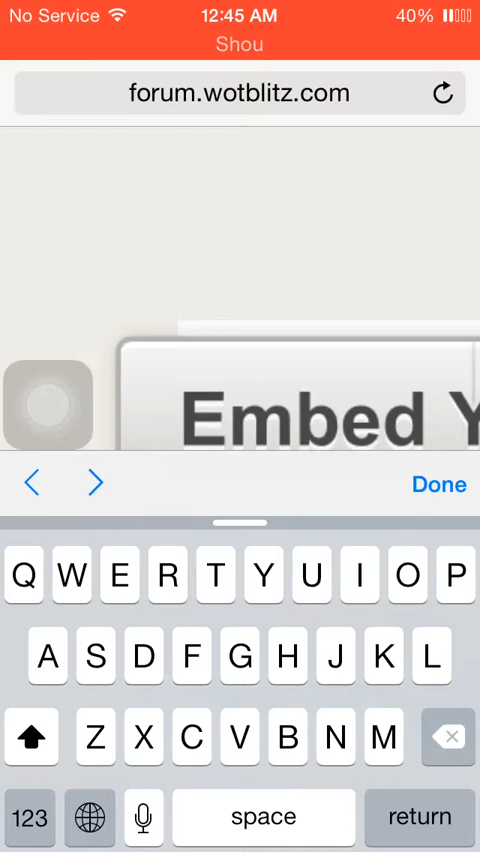 No Service 12:45 AM 40%
Shou
forum.wotblitz.com
Embed Y
Done
Q W E R T Y U I O P
A S D F G H J K L
Z X C V B N M
123 space return